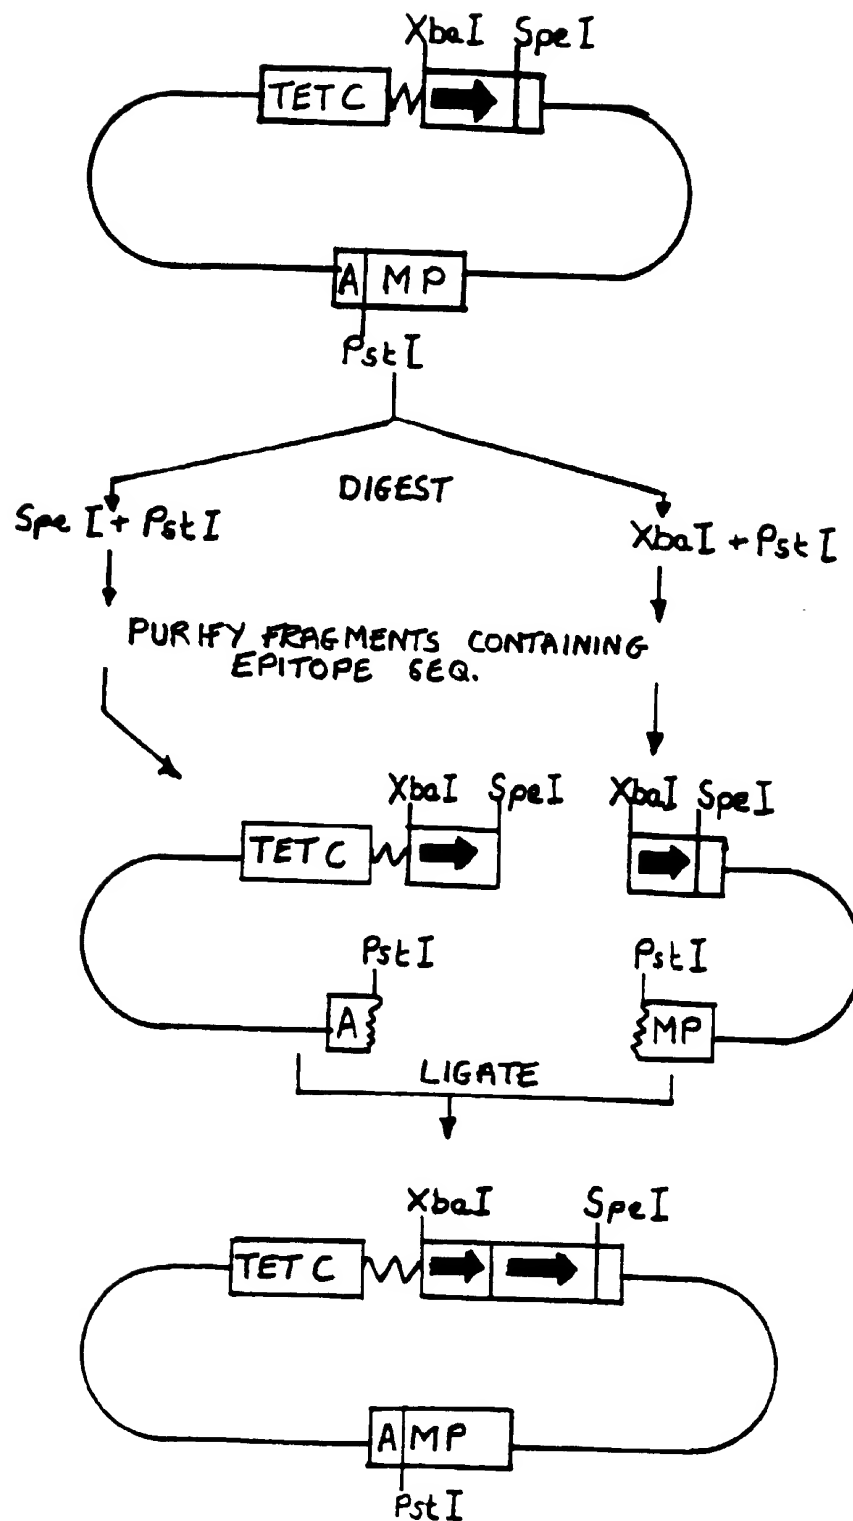 XbaI SpeI
TETC
AMP
PstI
DIGEST
SpeI + PstI
XbaI + PstI
PURIFY FRAGMENTS CONTAINING
EPITOPE SEQ.
XbaI SpeI XbaI SpeI
TETC
PstI PstI
A MP
LIGATE
XbaI SpeI
TETC
AMP
PstI